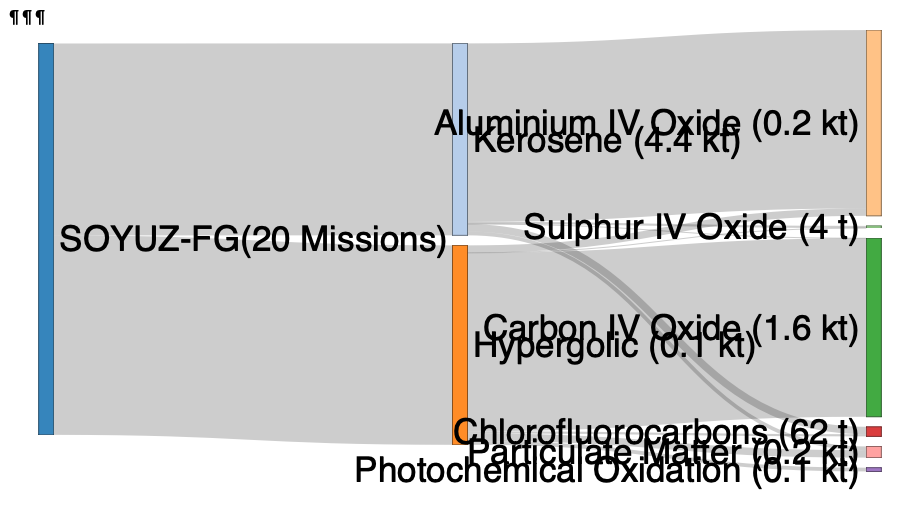 ¶¶¶
Aluminium IV Oxide (0.2 kt)
Kerosene (4.4 kt)
Sulphur IV Oxide (4 t)
SOYUZ-FG(20 Missions)
Carbon IV Oxide (1.6 kt)
Hypergolic (0.1 kt)
Chlorofluorocarbons (62 t)
Particulate Matter (0.2 kt)
Photochemical Oxidation (0.1 kt)